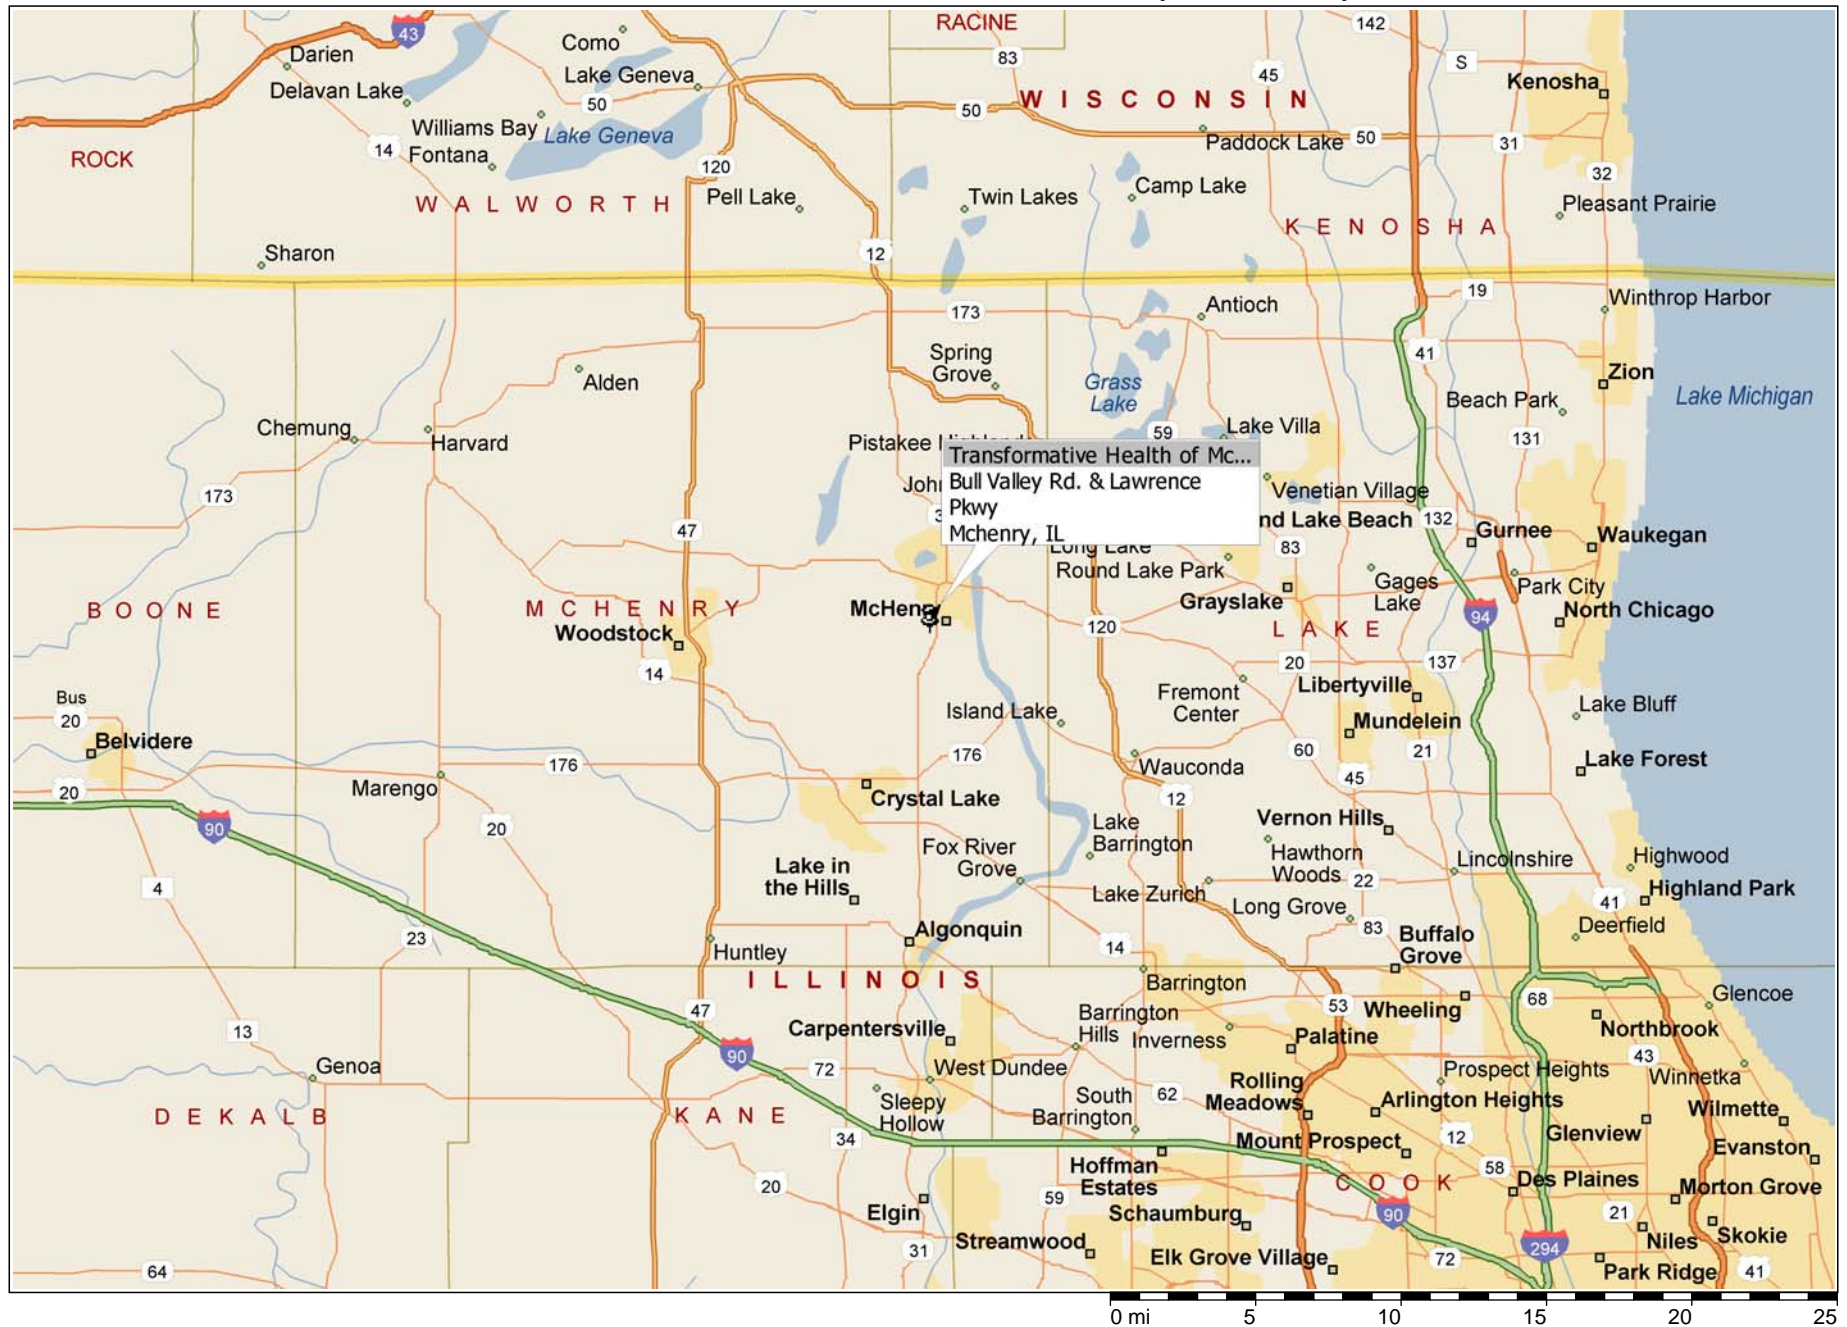 RACINE
142
43
Darien
Como
83
S
45
Kenosha
Delavan Lake
Lake Geneva
50
50
WISCONSIN
Williams Bay
Lake Geneva
50
Paddock Lake
31
ROCK
14
Fontana
120
32
WALWORTH
Pell Lake
Twin Lakes
Camp Lake
Pleasant Prairie
KENOSHA
Sharon
12
19
Winthrop Harbor
173
Antioch
41
Spring
Grove
Alden
Grass
Lake
Zion
Beach Park
Lake Michigan
Chemung
Harvard
59
Lake Villa
131
Pistakee
Transformative Health of Mc...
Bull Valley Rd. & Lawrence
Pkwy
Mchenry, IL
173
Venetian Village
47
nd Lake Beach
132
Gurnee
Waukegan
Long Lake
83
Round Lake Park
Gages
Lake
Park City
BOONE
MCHENRY
McHenry
Grayslake
94
North Chicago
Woodstock
120
LAKE
14
20
137
Bus
20
Fremont
Center
Libertyville
Island Lake
Lake Bluff
Belvidere
Mundelein
176
176
60
21
Lake Forest
20
Marengo
Wauconda
45
Crystal Lake
12
90
20
Lake
Barrington
Vernon Hills
Fox River
Grove
Hawthorn
Woods
Lincolnshire
Highwood
4
Lake in
the Hills
Lake Zurich
22
Highland Park
41
Long Grove
23
Algonquin
83
Deerfield
Huntley
14
Buffalo
Grove
ILLINOIS
Barrington
Glencoe
47
53
68
13
Carpentersville
Barrington
Hills
Inverness
Wheeling
Northbrook
Palatine
90
43
Genoa
72
West Dundee
Prospect Heights
Winnetka
Rolling
Meadows
62
South
Barrington
Arlington Heights
Sleepy
Hollow
DEKALB
KANE
Wilmette
34
Mount Prospect
12
Glenview
Evanston
Hoffman
Estates
58
20
59
COOK
Des Plaines
Morton Grove
Elgin
Schaumburg
90
21
31
Streamwood
Niles
Skokie
Elk Grove Village
72
294
64
Park Ridge
41
0 mi
5
10
15
20
25